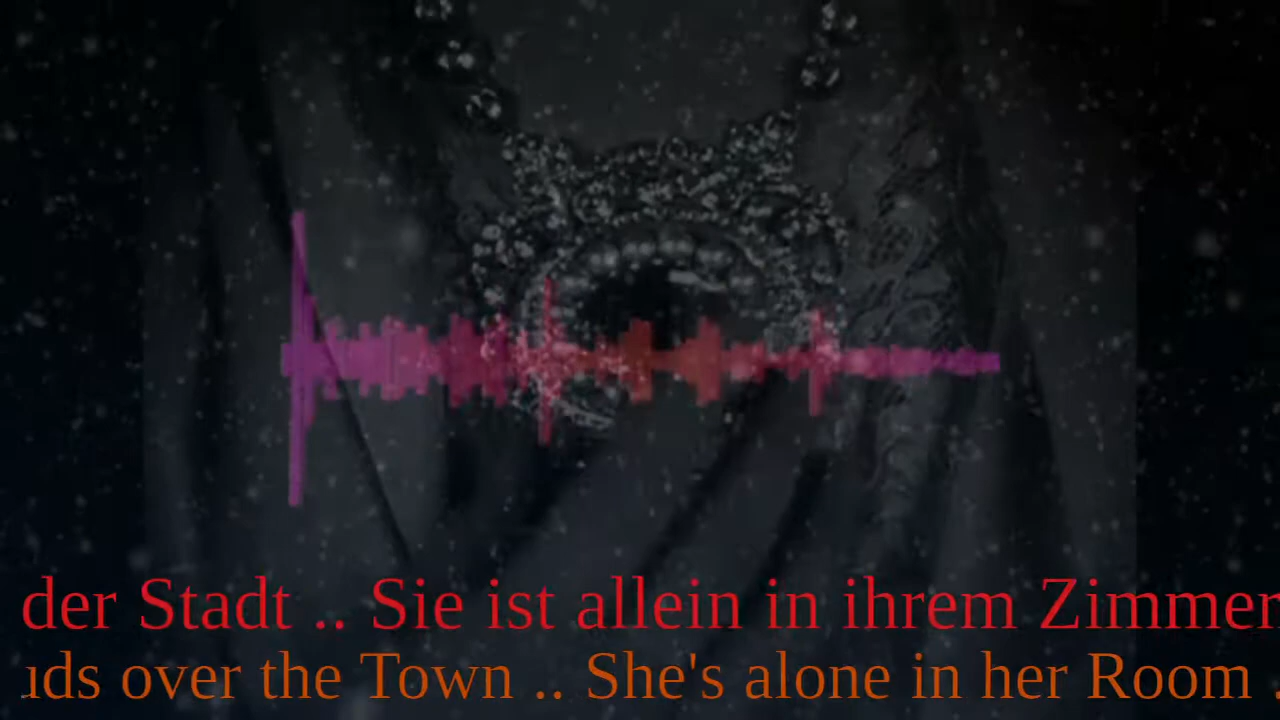 der Stadt .. Sie ist allein in ihrem Zimmer
over the Town .. She's alone in her Room .